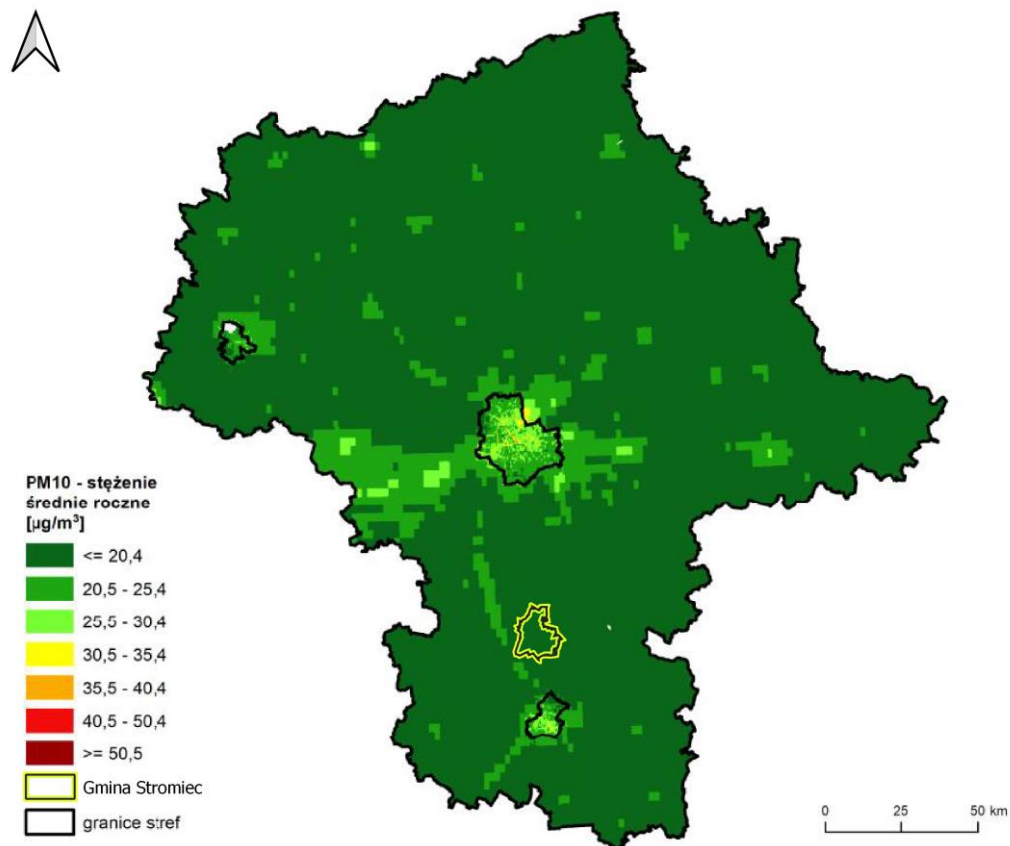 PM10 - stężenie
średnie roczne
[µg/m³]
<= 20,4
20,5 - 25,4
25,5 - 30,4
30,5 - 35,4
35,5 - 40,4
40,5 - 50,4
>= 50,5
Gmina Stromiec
granice stref
0 25 50 km